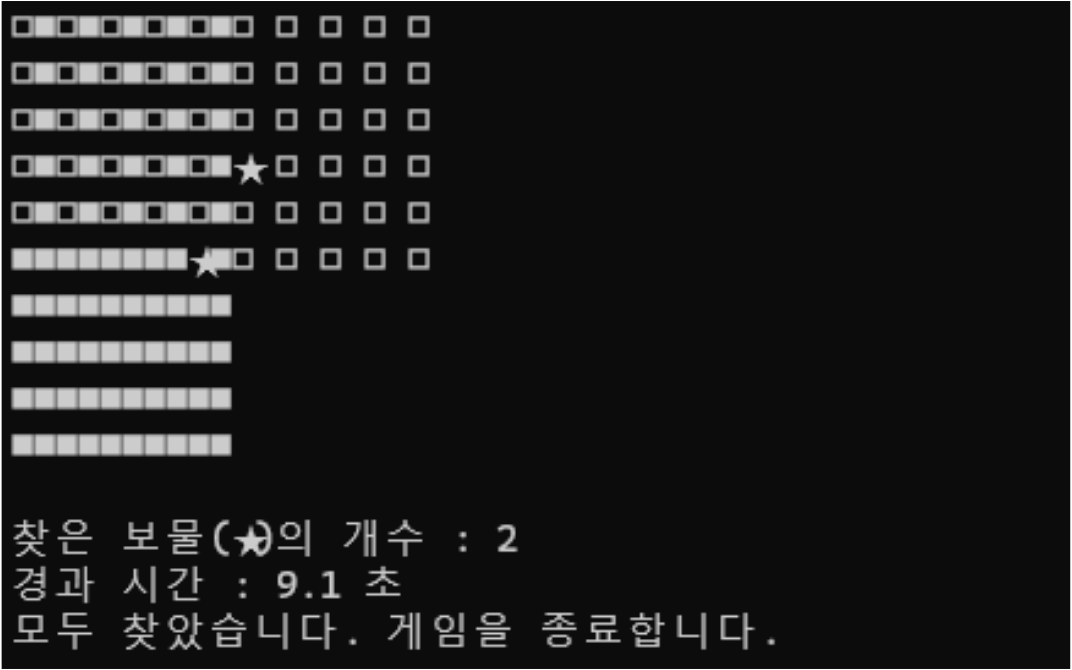 찾은 보물(★)의 개수 : 2
경과 시간 : 9.1 초
모두 찾았습니다. 게임을 종료합니다.